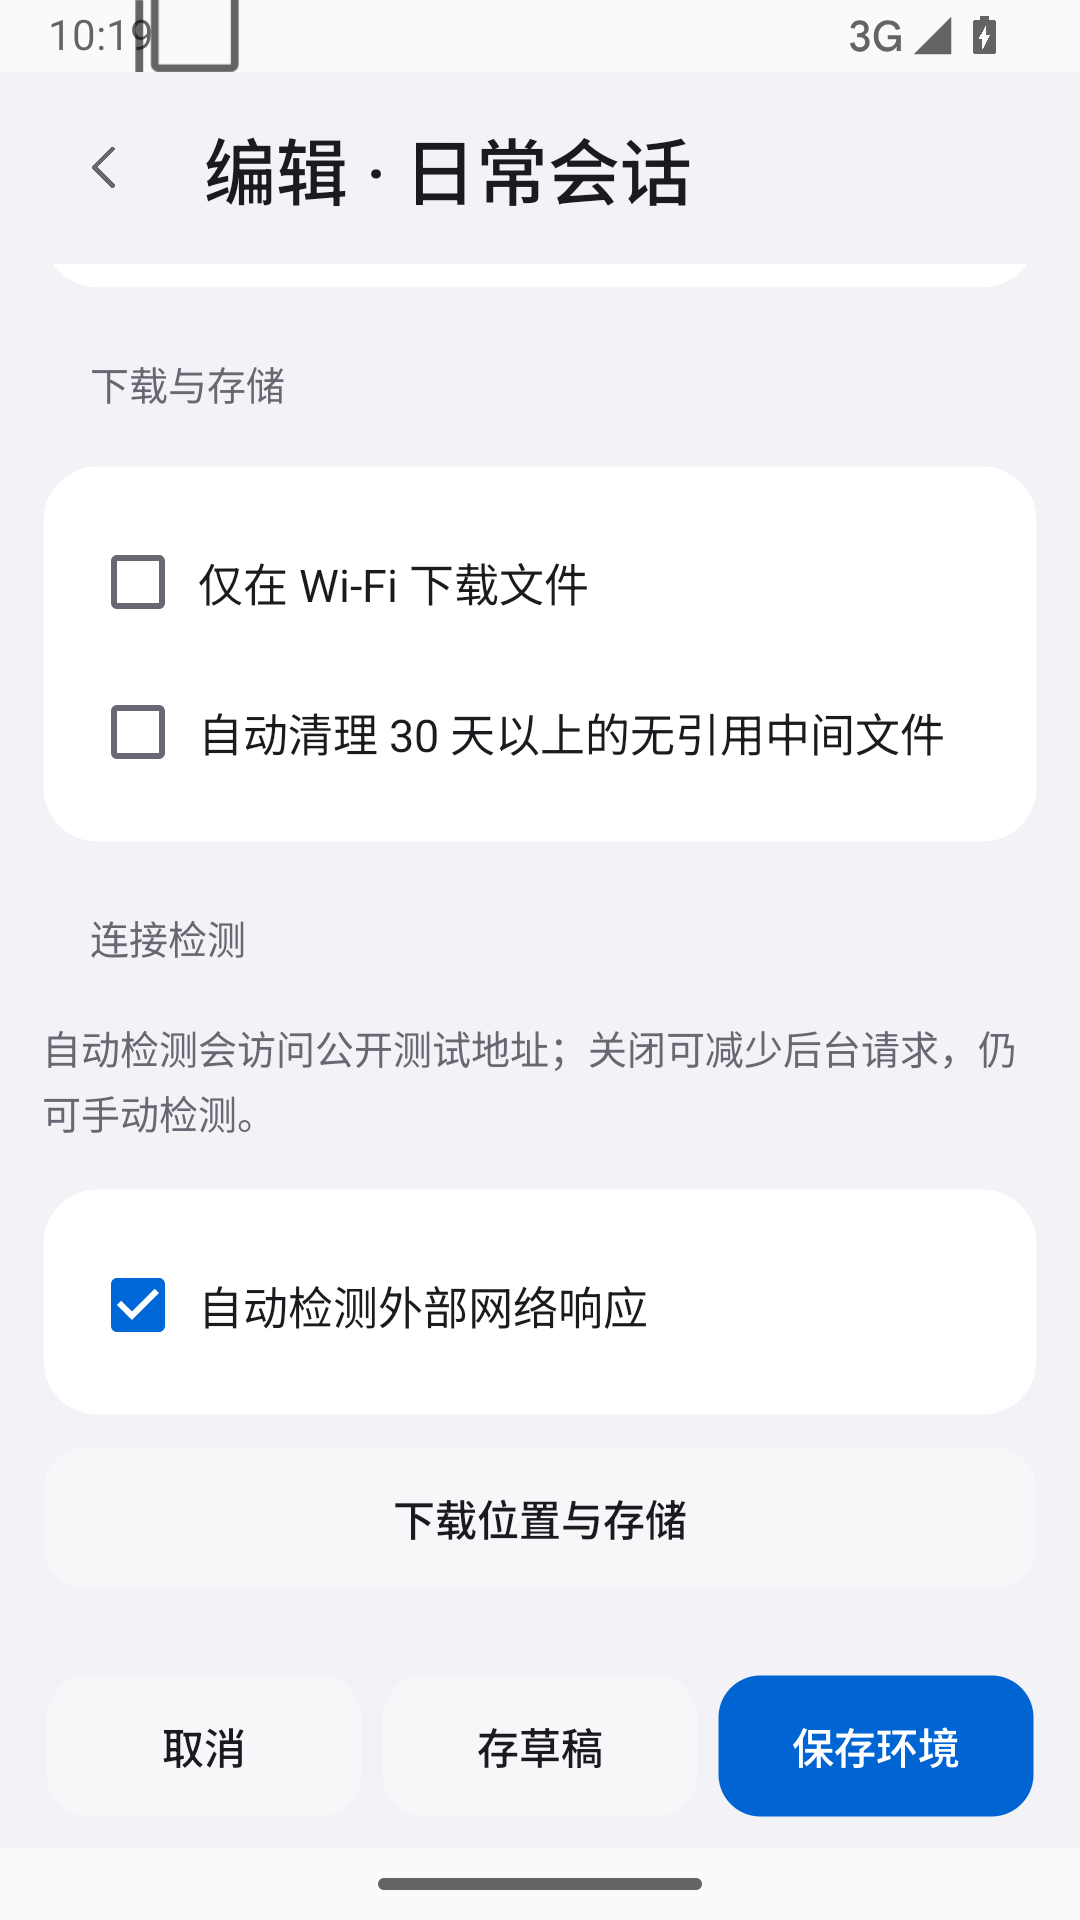 10:19
3G
编辑 · 日常会话
下载与存储
仅在 Wi-Fi 下载文件
自动清理 30 天以上的无引用中间文件
连接检测
自动检测会访问公开测试地址；关闭可减少后台请求，仍
可手动检测。
自动检测外部网络响应
下载位置与存储
取消
存草稿
保存环境